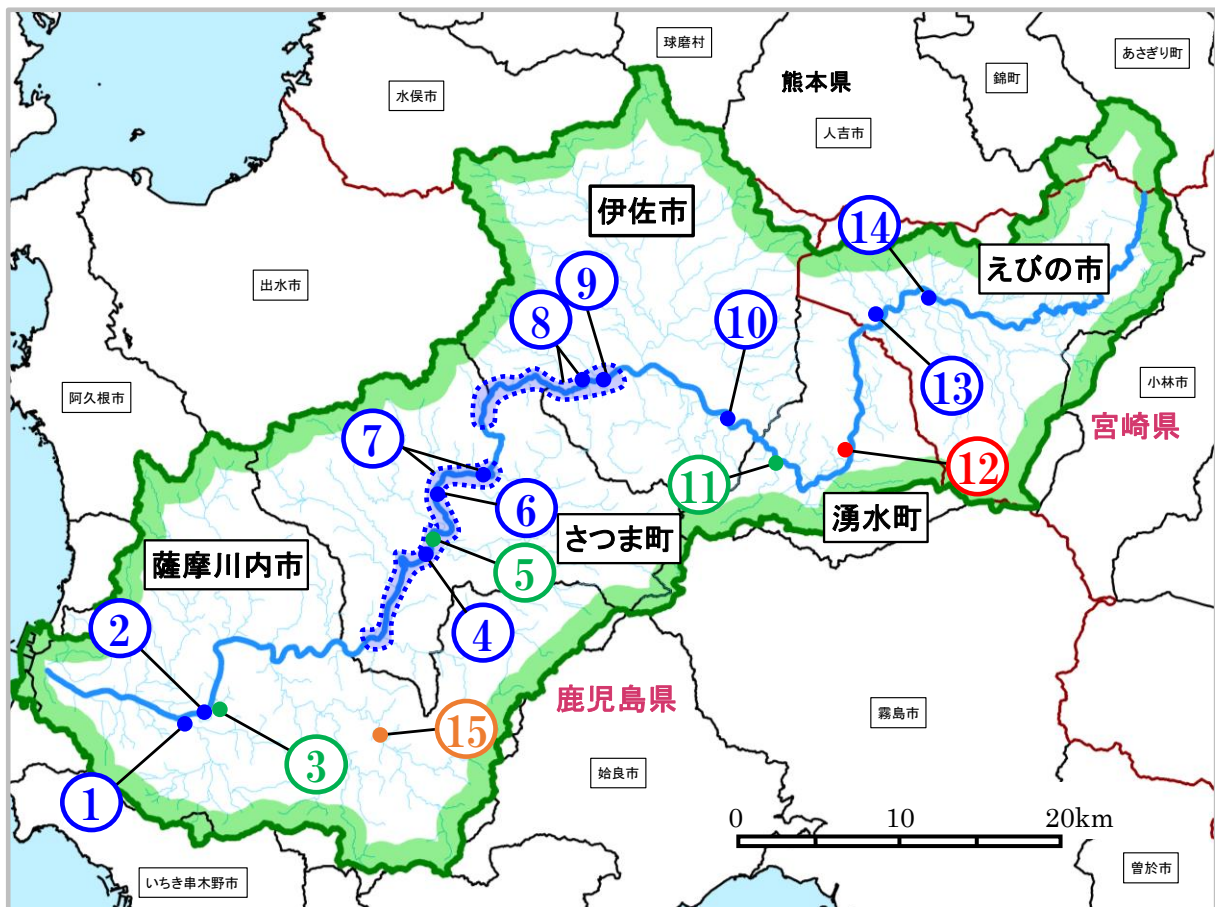 球磨村
あさぎり町
熊本県
錦町
水俣市
人吉市
伊佐市
14
えびの市
出水市
9
8
10
阿久根市
13
小林市
宮崎県
7
12
11
6
湧水町
さつま町
薩摩川内市
5
2
4
鹿児島県
霧島市
15
3
姶良市
1
0 10 20km
いちき串木野市
曽於市